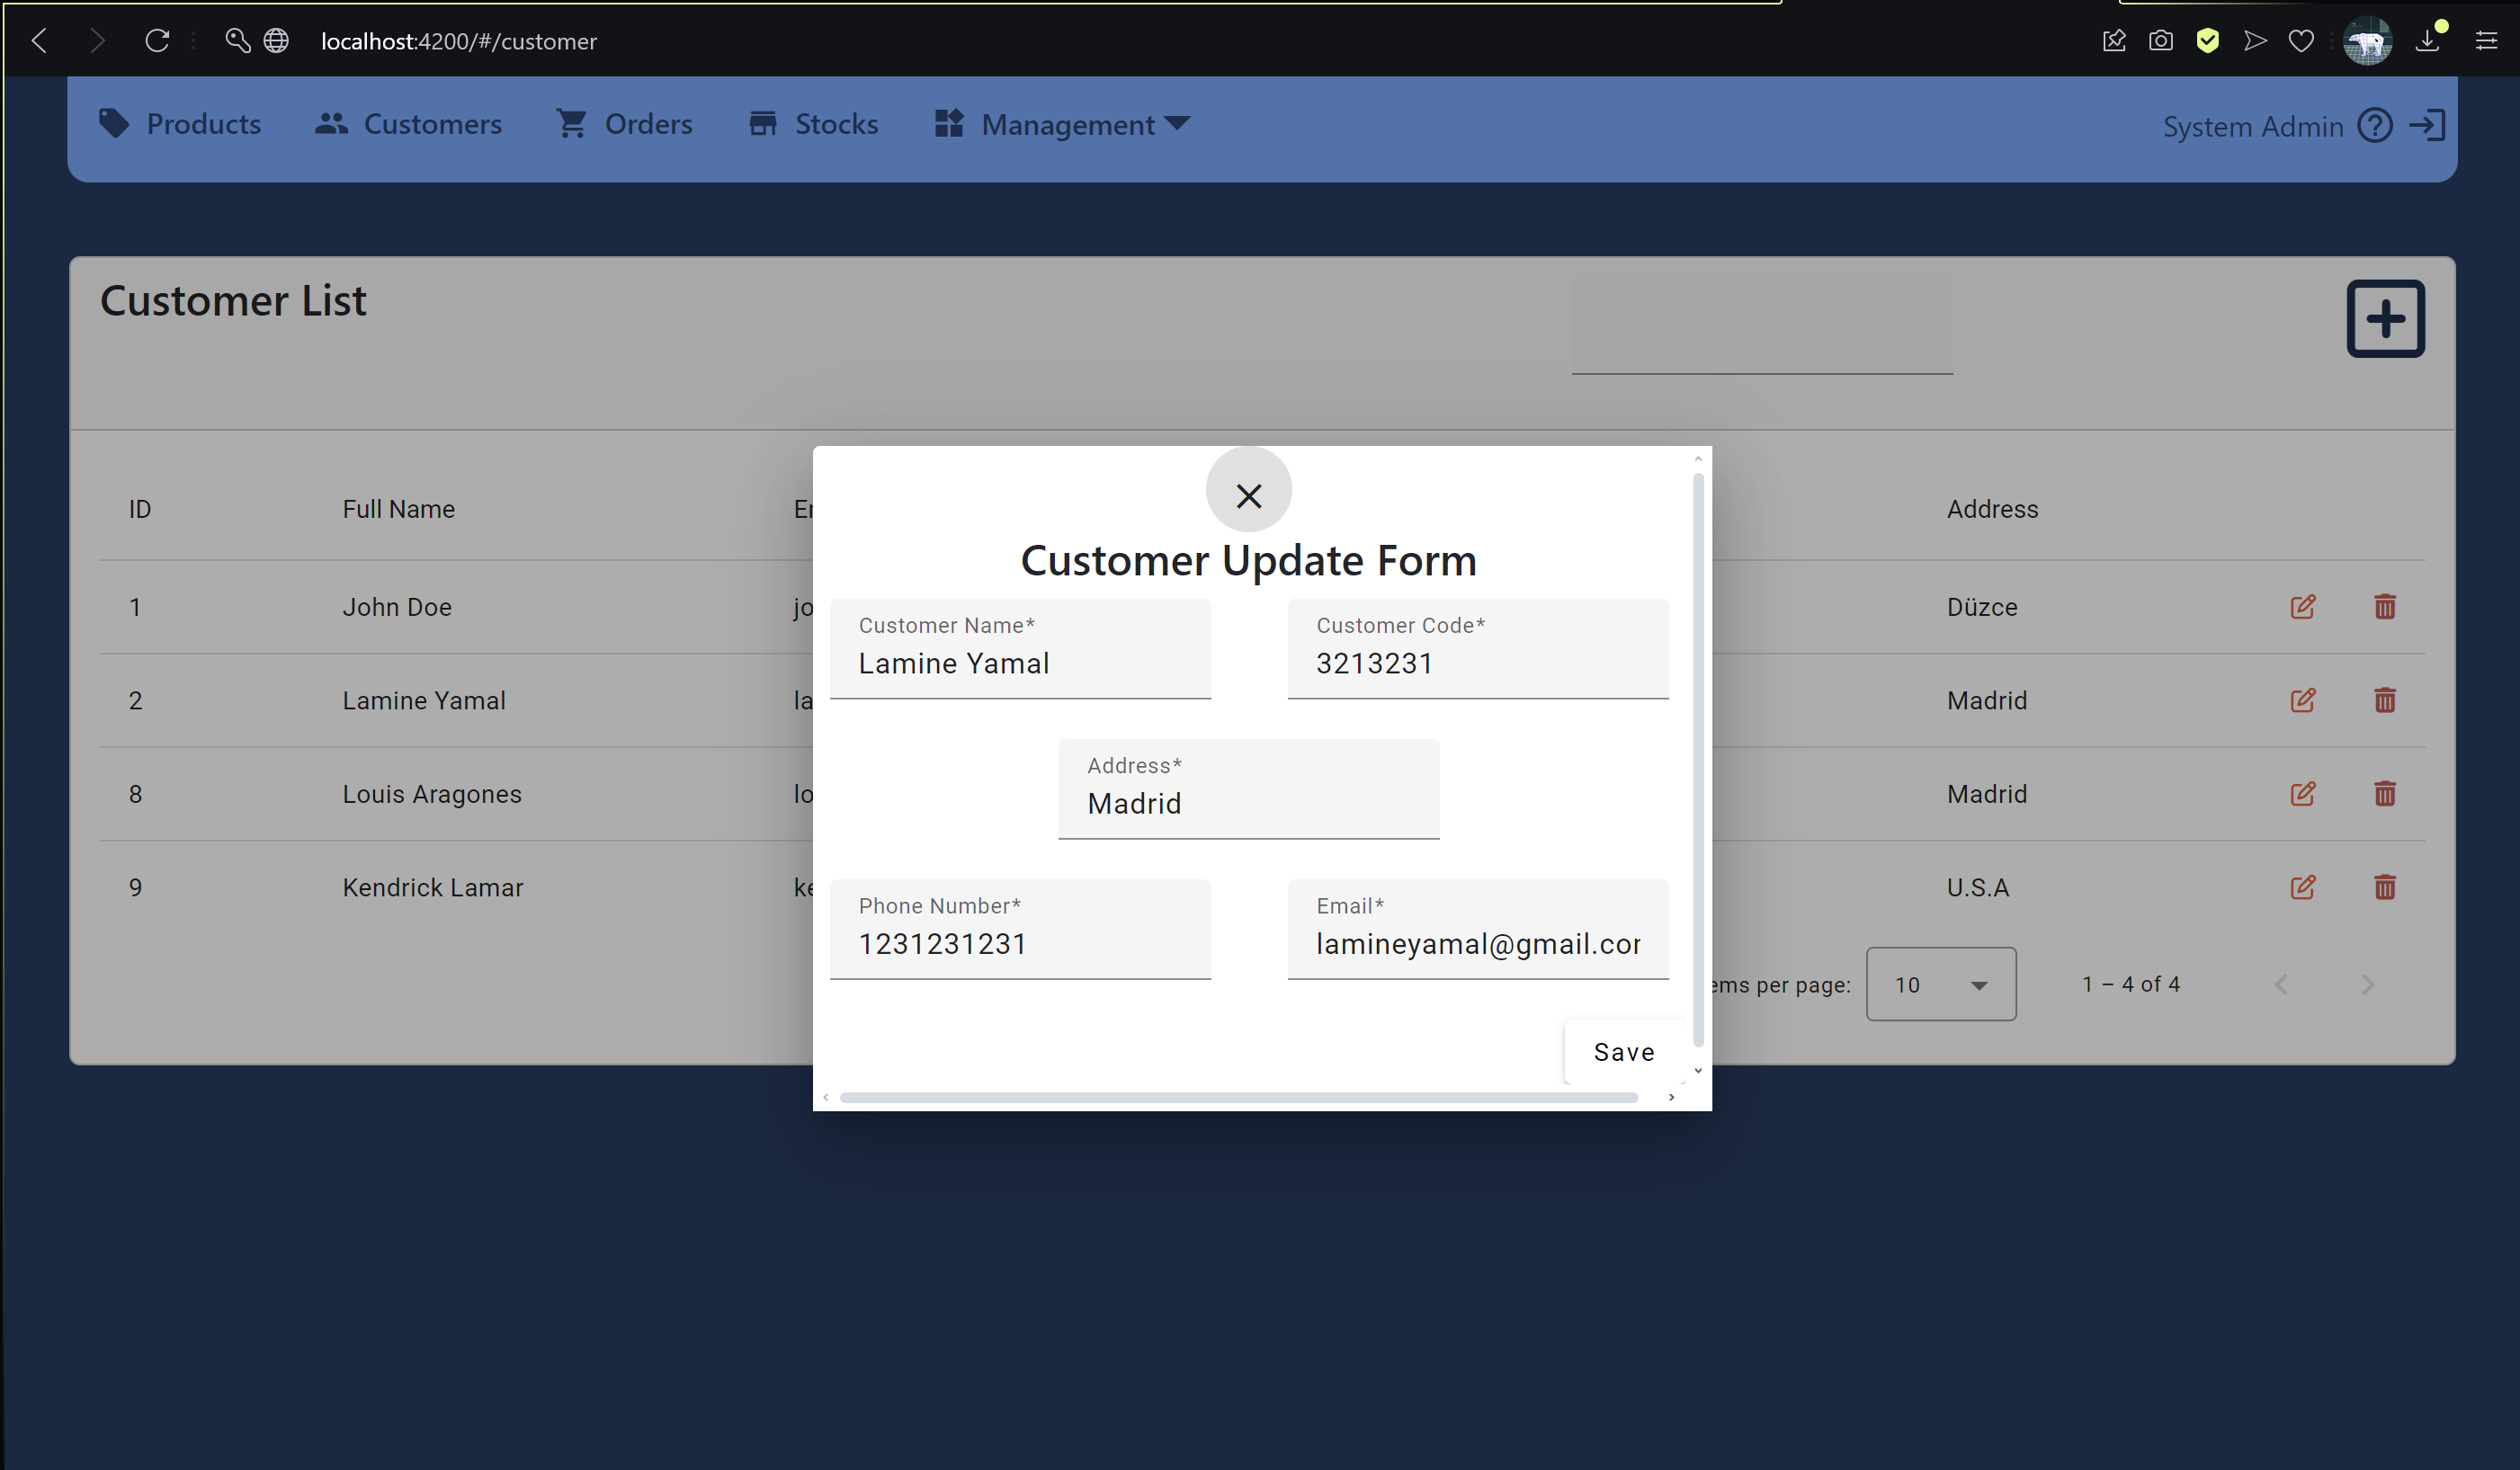 localhost:4200/#/customer
Products Customers Orders Stocks Management System Admin
Customer List
ID Full Name Address
1 John Doe jo Düzce
2 Lamine Yamal la Madrid
8 Louis Aragones lo Madrid
9 Kendrick Lamar ke U.S.A
ems per page: 10 1 – 4 of 4
Customer Update Form
Customer Name* Customer Code*
Lamine Yamal 3213231
Address*
Madrid
Phone Number* Email*
1231231231 lamineyamal@gmail.com
Save